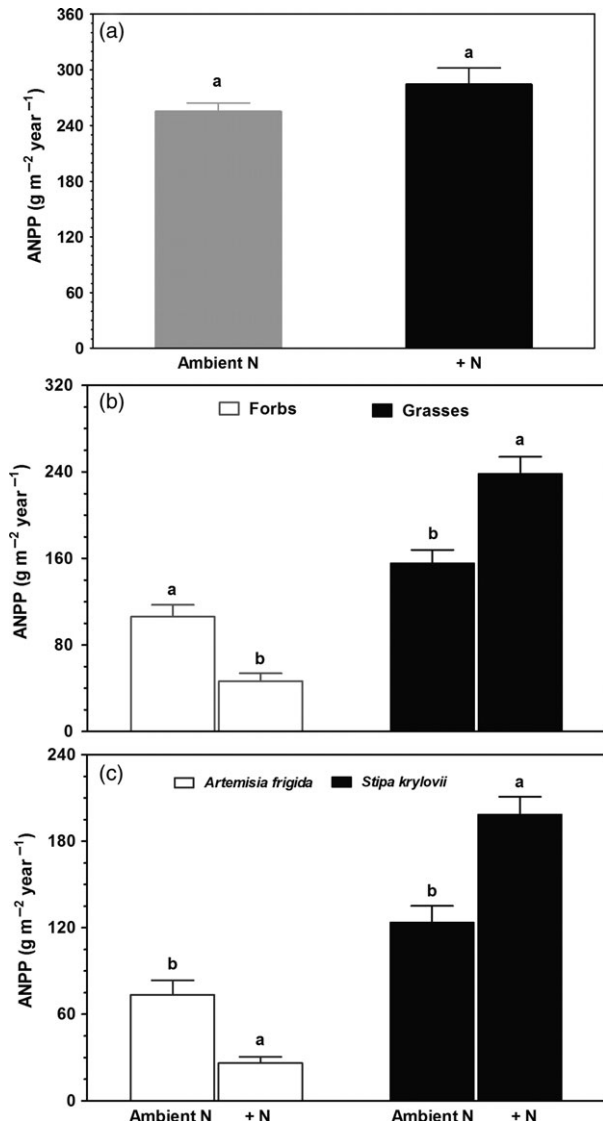 (a)
360
300
240
180
120
60
0
ANPP (g m⁻² year⁻¹)
a
a
Ambient N + N
(b)
Forbs Grasses
320
240
160
80
0
ANPP (g m⁻² year⁻¹)
a
b
b
a
(c)
Artemisia frigida Stipa krylovii
240
180
120
60
0
ANPP (g m⁻² year⁻¹)
b
a
b
a
Ambient N + N Ambient N + N